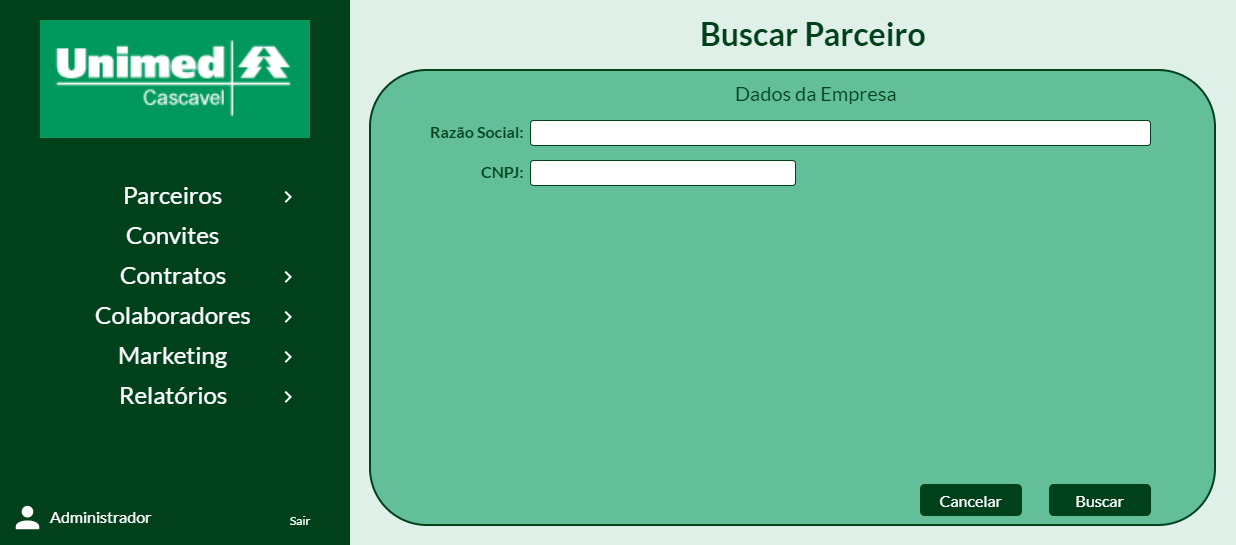 Unimed
Cascavel
Parceiros
Convites
Contratos
Colaboradores
Marketing
Relatórios
Administrador
Sair
Buscar Parceiro
Dados da Empresa
Razão Social:
CNPJ:
Cancelar
Buscar